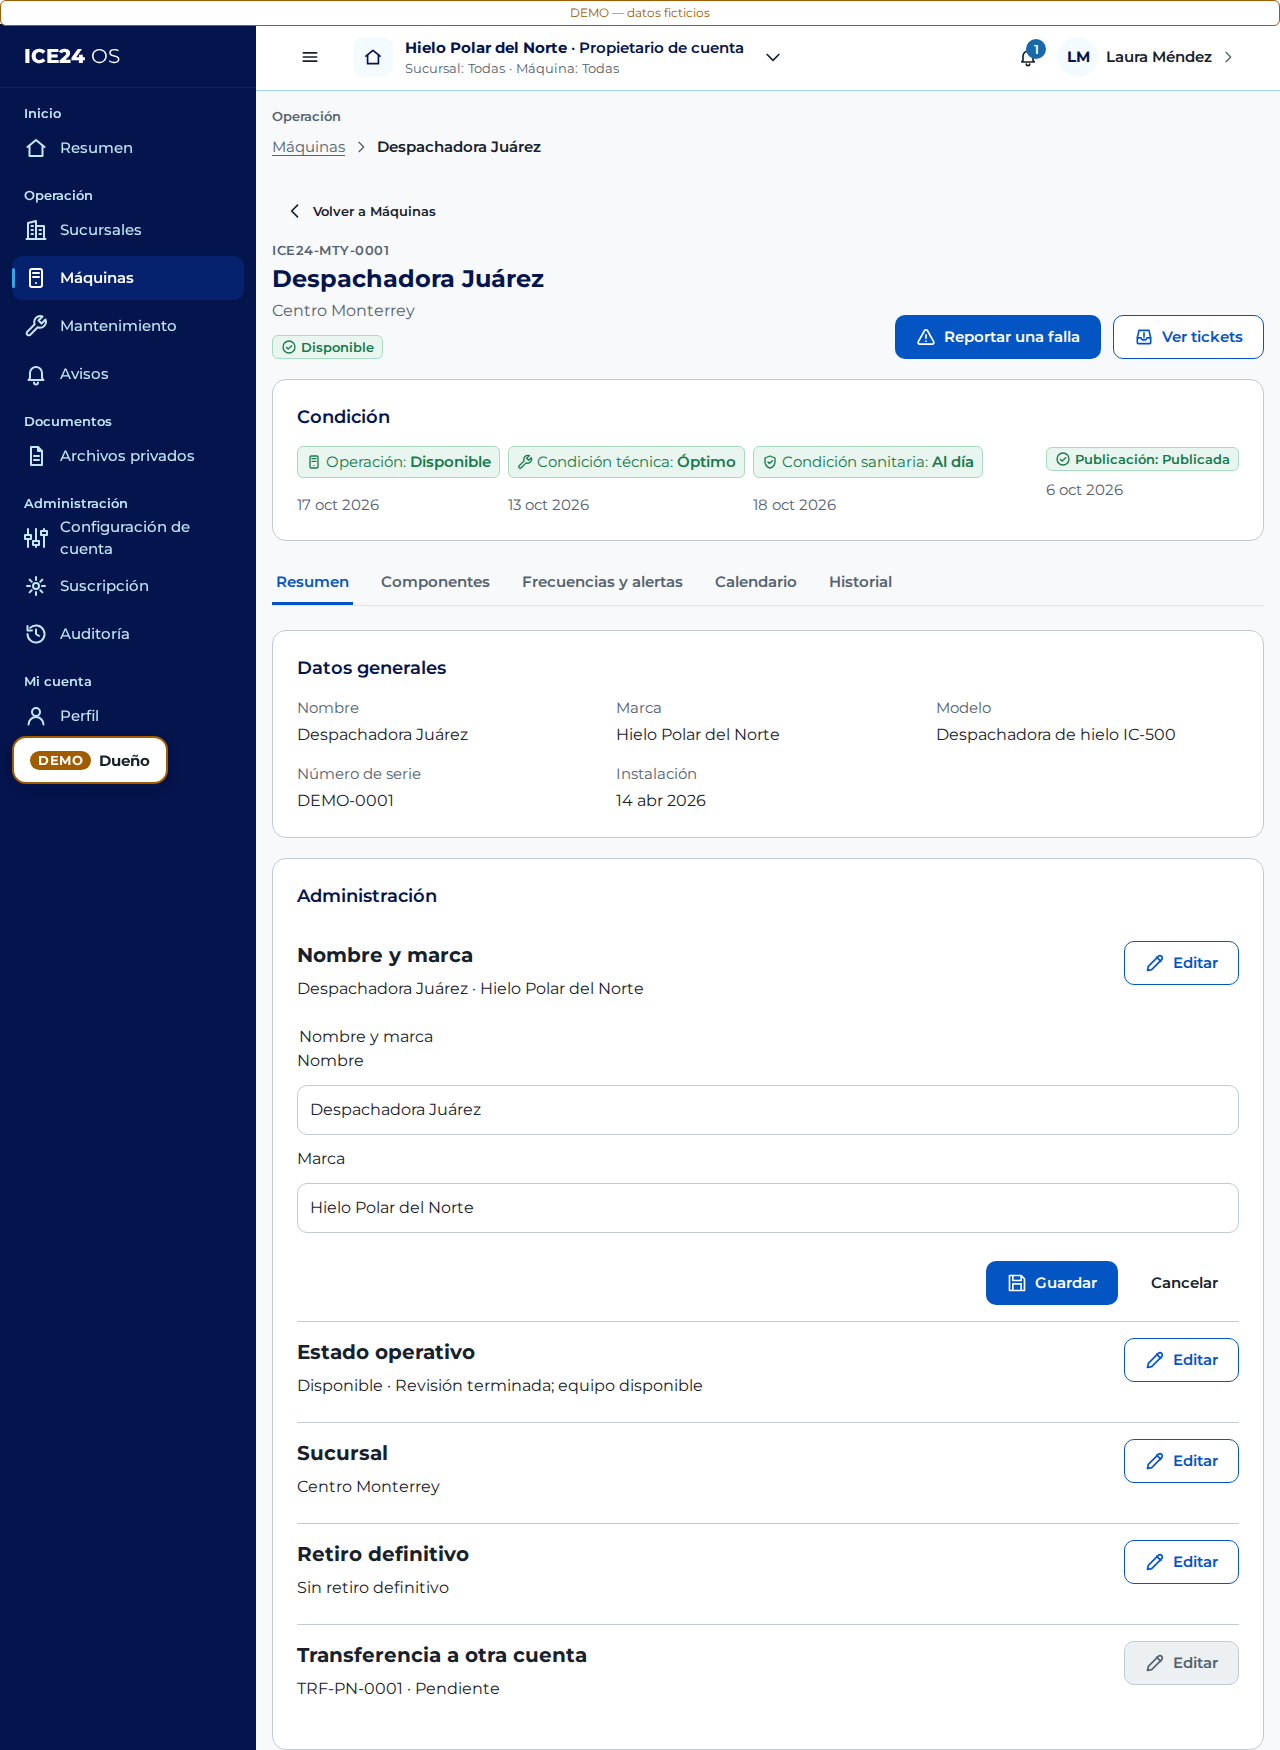 DEMO — datos ficticios
ICE24 OS
Hielo Polar del Norte · Propietario de cuenta
Sucursal: Todas · Máquina: Todas
1
LM
Laura Méndez
Inicio
Resumen
Operación
Sucursales
Máquinas
Mantenimiento
Avisos
Documentos
Archivos privados
Administración
Configuración de
cuenta
Suscripción
Auditoría
Mi cuenta
Perfil
DEMO Dueño
Operación
Máquinas > Despachadora Juárez
Volver a Máquinas
ICE24-MTY-0001
Despachadora Juárez
Centro Monterrey
Disponible
Reportar una falla
Ver tickets
Condición
Operación: Disponible
Condición técnica: Óptimo
Condición sanitaria: Al día
Publicación: Publicada
17 oct 2026
13 oct 2026
18 oct 2026
6 oct 2026
Resumen
Componentes
Frecuencias y alertas
Calendario
Historial
Datos generales
Nombre
Marca
Modelo
Despachadora Juárez
Hielo Polar del Norte
Despachadora de hielo IC-500
Número de serie
Instalación
DEMO-0001
14 abr 2026
Administración
Nombre y marca
Editar
Despachadora Juárez · Hielo Polar del Norte
Nombre y marca
Nombre
Despachadora Juárez
Marca
Hielo Polar del Norte
Guardar
Cancelar
Estado operativo
Editar
Disponible · Revisión terminada; equipo disponible
Sucursal
Editar
Centro Monterrey
Retiro definitivo
Editar
Sin retiro definitivo
Transferencia a otra cuenta
Editar
TRF-PN-0001 · Pendiente